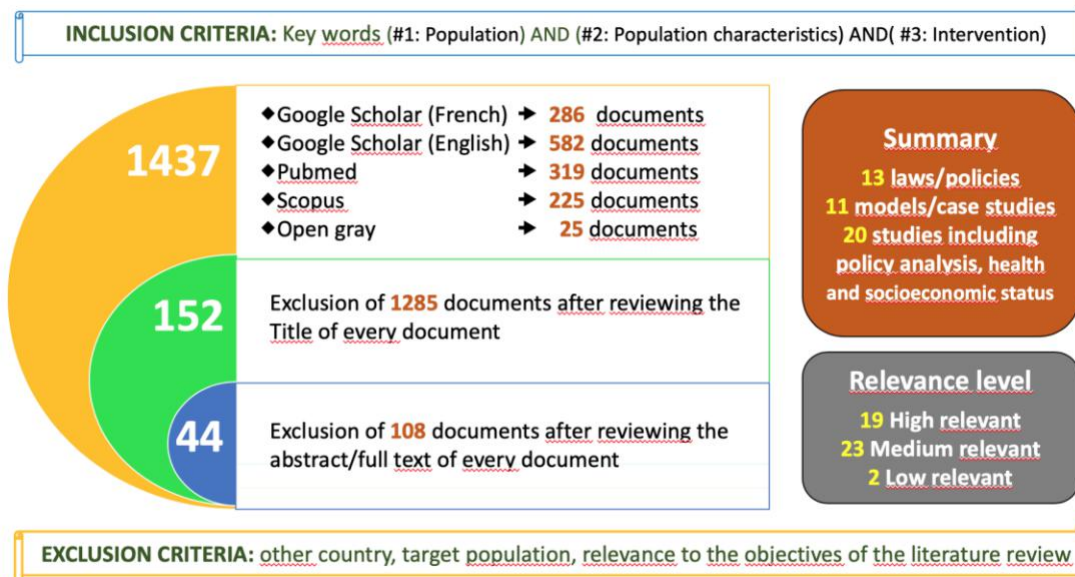 INCLUSION CRITERIA: Key words (#1: Population) AND (#2: Population characteristics) AND( #3: Intervention)
1437
◆Google Scholar (French) → 286 documents
◆Google Scholar (English) → 582 documents
◆Pubmed → 319 documents
◆Scopus → 225 documents
◆Open gray → 25 documents
152
Exclusion of 1285 documents after reviewing the
Title of every document
44
Exclusion of 108 documents after reviewing the
abstract/full text of every document
Summary
13 laws/policies
11 models/case studies
20 studies including
policy analysis, health
and socioeconomic status
Relevance level
19 High relevant
23 Medium relevant
2 Low relevant
EXCLUSION CRITERIA: other country, target population, relevance to the objectives of the literature review